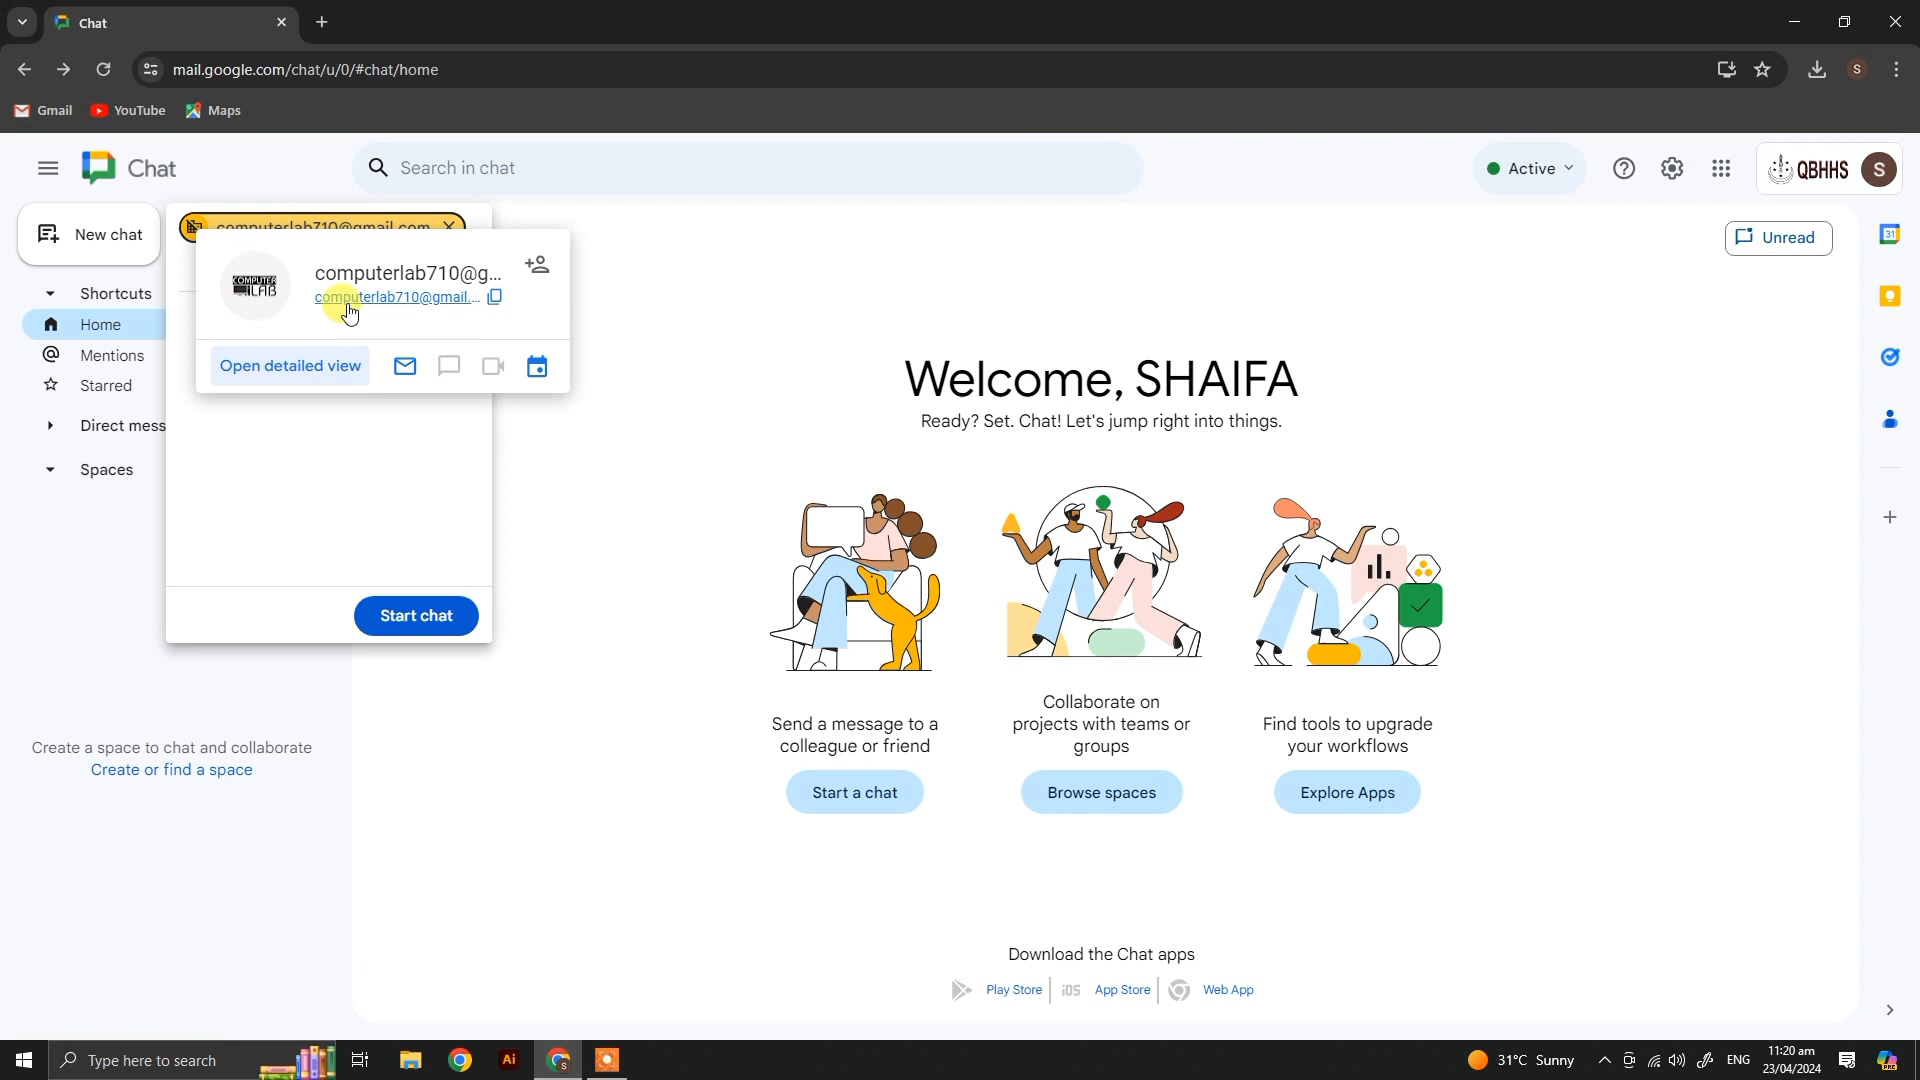 Chat
mail.google.com/chat/u/0/#chat/home
S
Gmail
YouTube
Maps
Chat
Search in chat
Active
QBHHS
S
New chat
computerlab710@gmail.com
Unread
computerlab710@g...
computerlab710@gmail....
COMPUTER
LAB
Open detailed view
Shortcuts
Home
Mentions
Starred
Direct mess
Spaces
Start chat
Create a space to chat and collaborate
Create or find a space
Welcome, SHAIFA
Ready? Set. Chat! Let's jump right into things.
Send a message to a
colleague or friend
Start a chat
Collaborate on
projects with teams or
groups
Browse spaces
Find tools to upgrade
your workflows
Explore Apps
Download the Chat apps
Play Store
iOS
App Store
Web App
31
Type here to search
Ai
S
31°C Sunny
ENG
11:20 am
23/04/2024
PRE